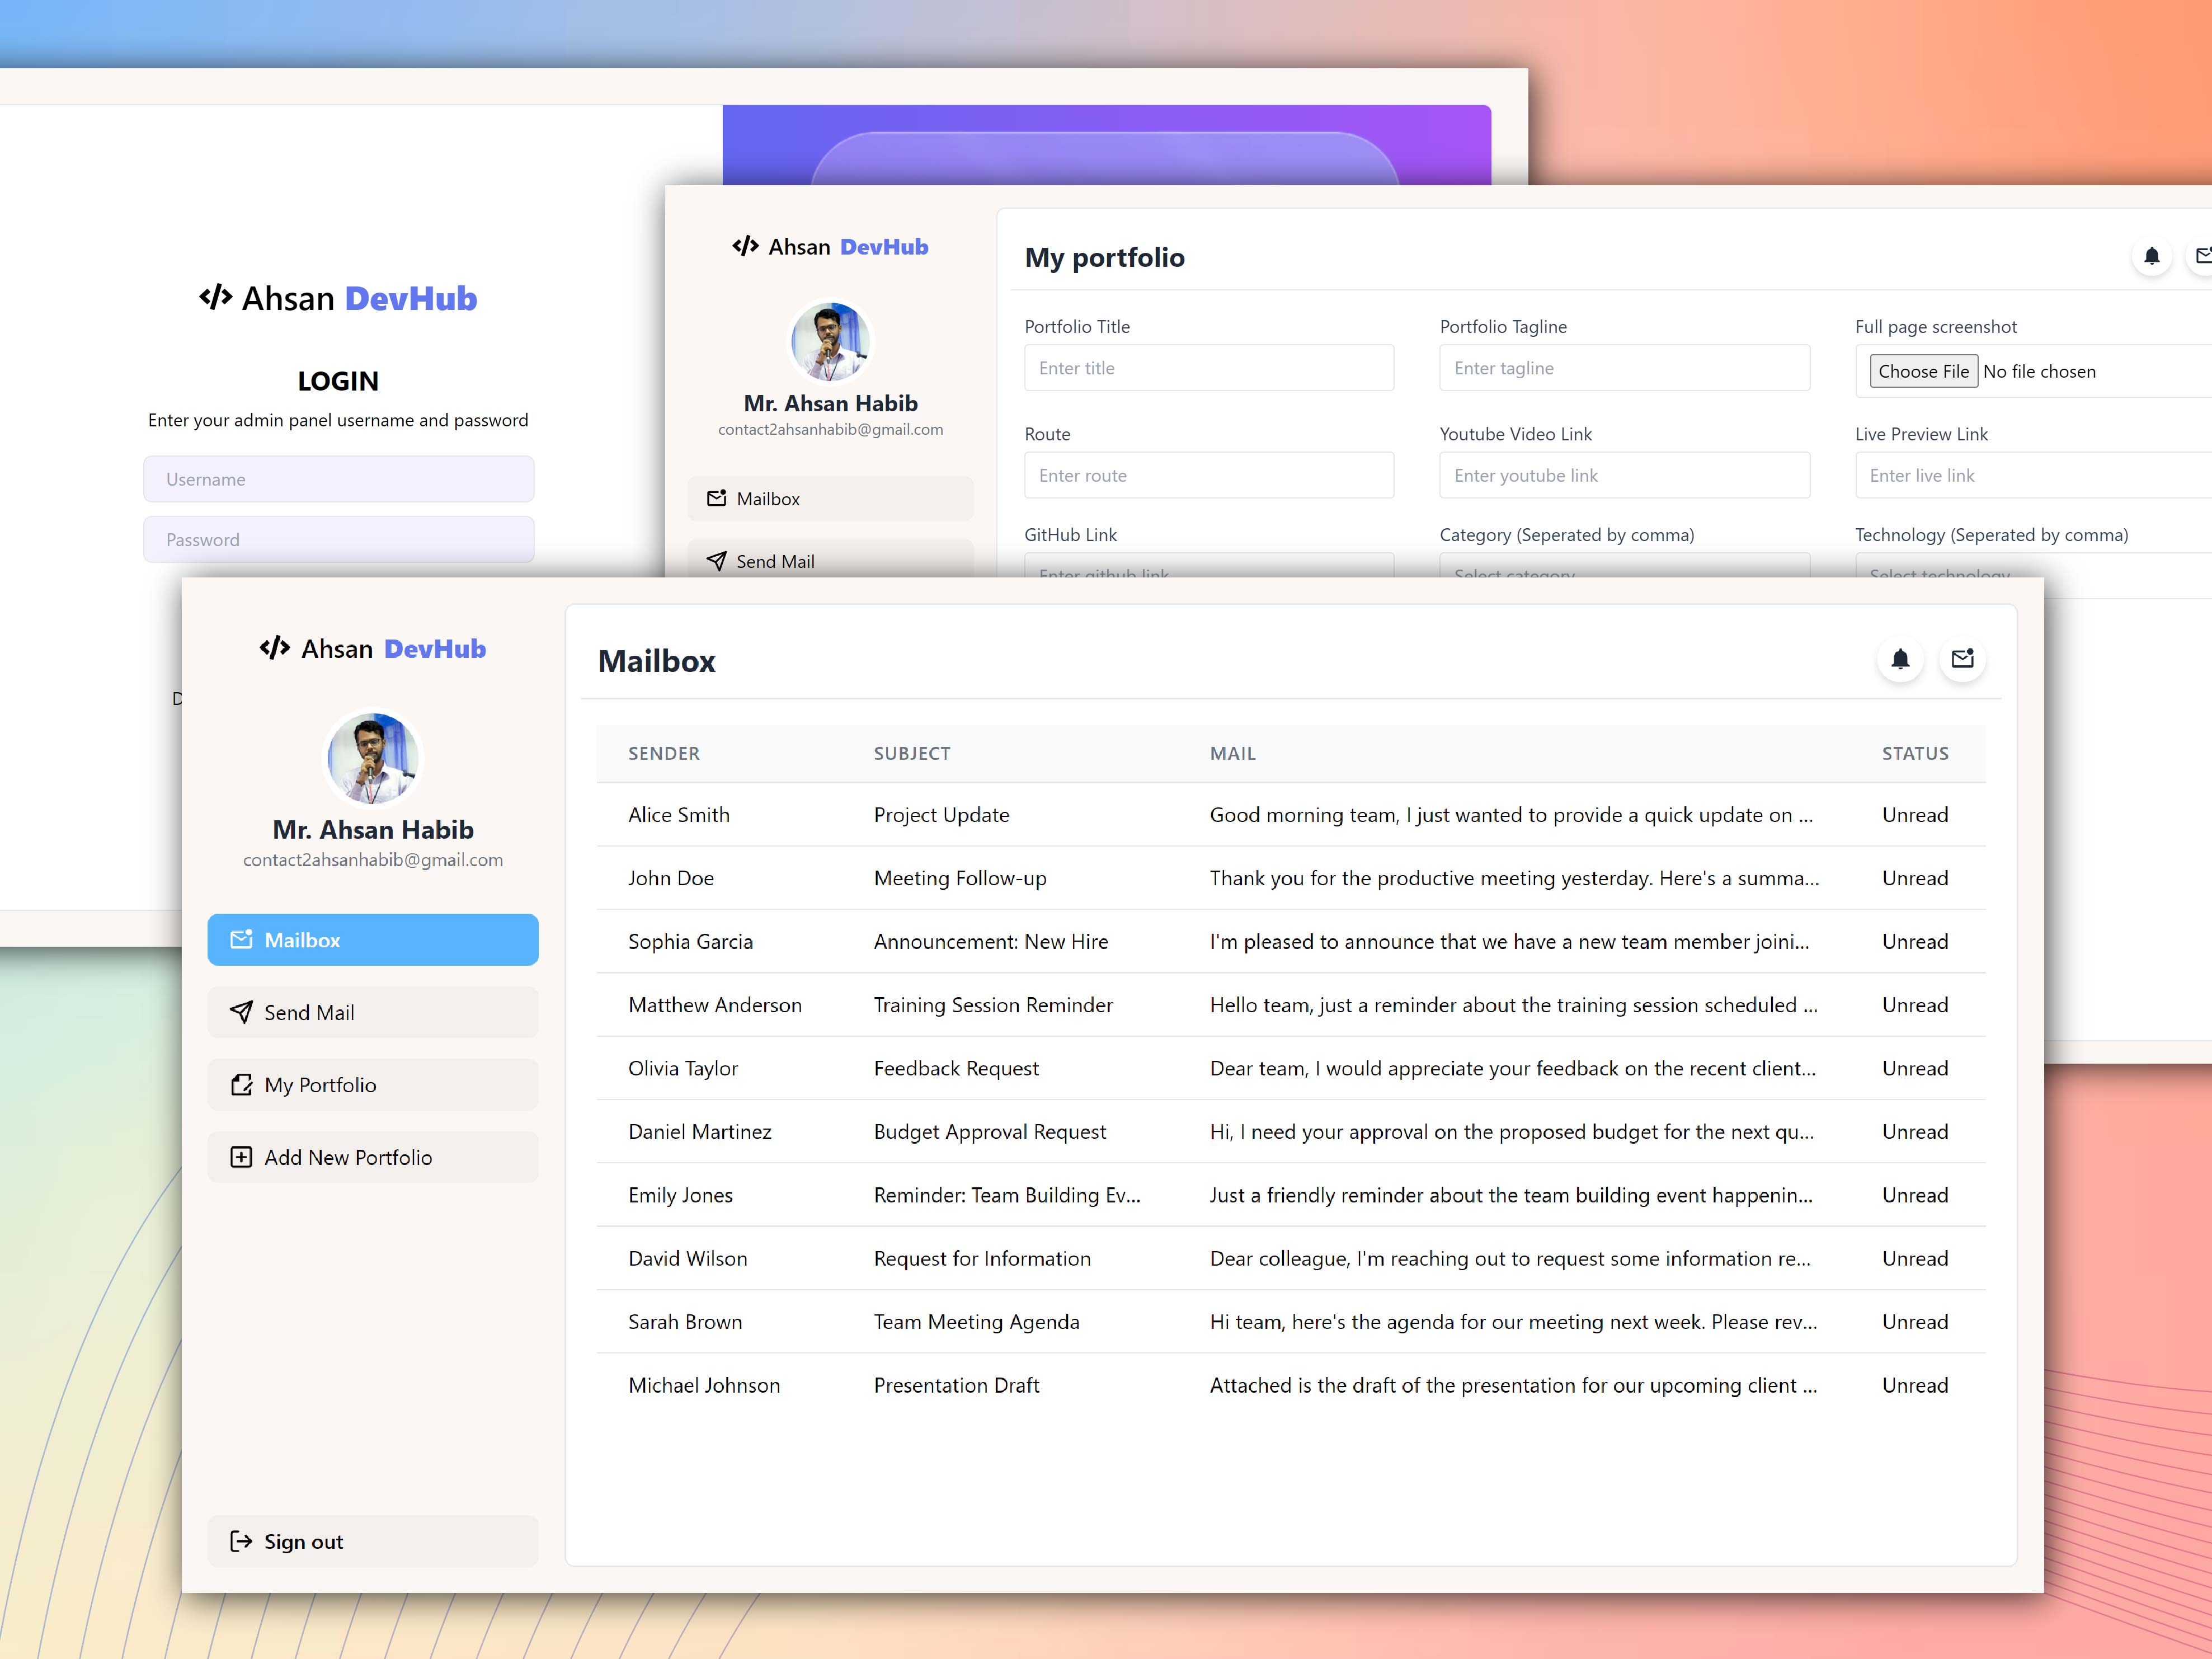 Ahsan DevHub
LOGIN
Enter your admin panel username and password
Username
Password
D
Ahsan DevHub
Mr. Ahsan Habib
contact2ahsanhabib@gmail.com
Mailbox
Send Mail
My portfolio
Portfolio Title
Portfolio Tagline
Full page screenshot
Enter title
Enter tagline
Choose File No file chosen
Route
Youtube Video Link
Live Preview Link
Enter route
Enter youtube link
Enter live link
GitHub Link
Category (Seperated by comma)
Technology (Seperated by comma)
Enter github link
Select category
Select technology
Ahsan DevHub
Mr. Ahsan Habib
contact2ahsanhabib@gmail.com
Mailbox
Send Mail
My Portfolio
Add New Portfolio
Sign out
Mailbox
SENDER SUBJECT MAIL STATUS
Alice Smith Project Update Good morning team, I just wanted to provide a quick update on ... Unread
John Doe Meeting Follow-up Thank you for the productive meeting yesterday. Here's a summa... Unread
Sophia Garcia Announcement: New Hire I'm pleased to announce that we have a new team member joini... Unread
Matthew Anderson Training Session Reminder Hello team, just a reminder about the training session scheduled ... Unread
Olivia Taylor Feedback Request Dear team, I would appreciate your feedback on the recent client... Unread
Daniel Martinez Budget Approval Request Hi, I need your approval on the proposed budget for the next qu... Unread
Emily Jones Reminder: Team Building Ev... Just a friendly reminder about the team building event happenin... Unread
David Wilson Request for Information Dear colleague, I'm reaching out to request some information re... Unread
Sarah Brown Team Meeting Agenda Hi team, here's the agenda for our meeting next week. Please rev... Unread
Michael Johnson Presentation Draft Attached is the draft of the presentation for our upcoming client ... Unread